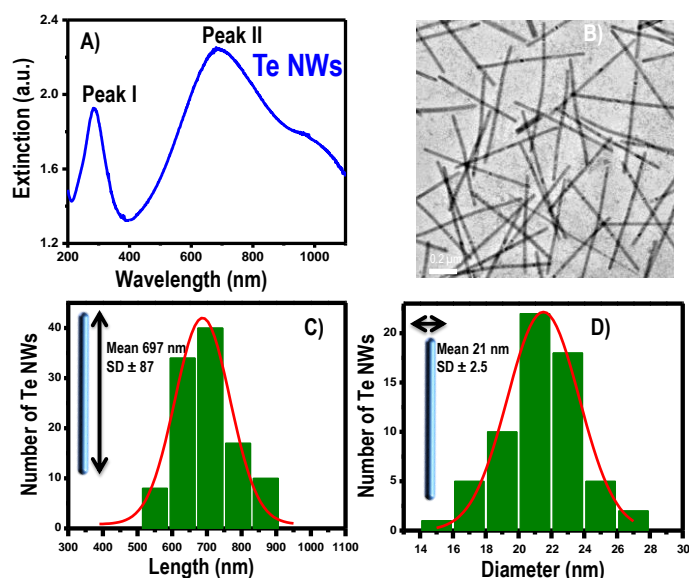 A)
Peak I
Peak II
Te NWs
Extinction (a.u.)
2.4
2.0
1.6
1.2
200 400 600 800 1000
Wavelength (nm)
B)
0.2 µm
C)
Mean 697 nm
SD ± 87
Number of Te NWs
40
30
20
10
0
300 400 500 600 700 800 900 1000 1100
Length (nm)
D)
Mean 21 nm
SD ± 2.5
Number of Te NWs
20
15
10
5
0
14 16 18 20 22 24 26 28 30
Diameter (nm)